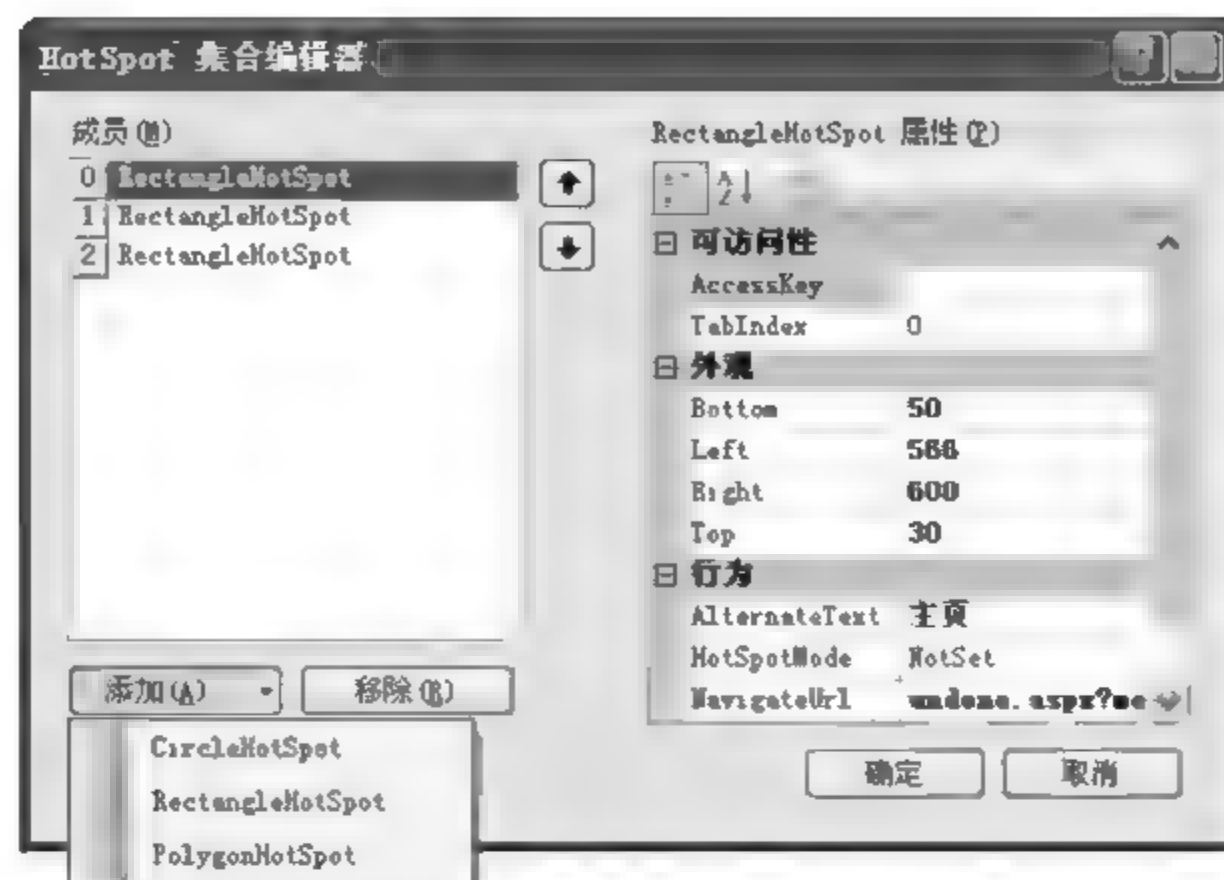 HotSpot 集合编辑器
成员(M)
0 RectangleHotSpot
1 RectangleHotSpot
2 RectangleHotSpot
添加(A)
移除(R)
CircleHotSpot
RectangleHotSpot
PolygonHotSpot
RectangleHotSpot 属性(P)
可访问性
AccessKey
TabIndex 0
外观
Bottom 50
Left
Right 600
Top 30
行为
AlternateText 主页
HotSpotMode NotSet
NavigateUrl
确定
取消